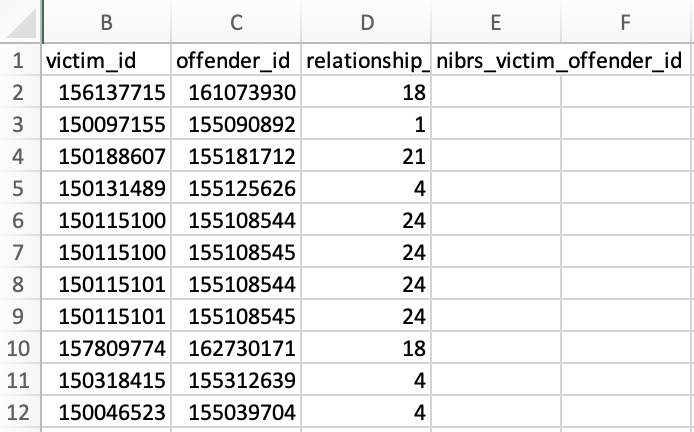 B C D E F
1 victim_id offender_id relationship_ nibrs_victim_offender_id
2 156137715 161073930 18
3 150097155 155090892 1
4 150188607 155181712 21
5 150131489 155125626 4
6 150115100 155108544 24
7 150115100 155108545 24
8 150115101 155108544 24
9 150115101 155108545 24
10 157809774 162730171 18
11 150318415 155312639 4
12 150046523 155039704 4